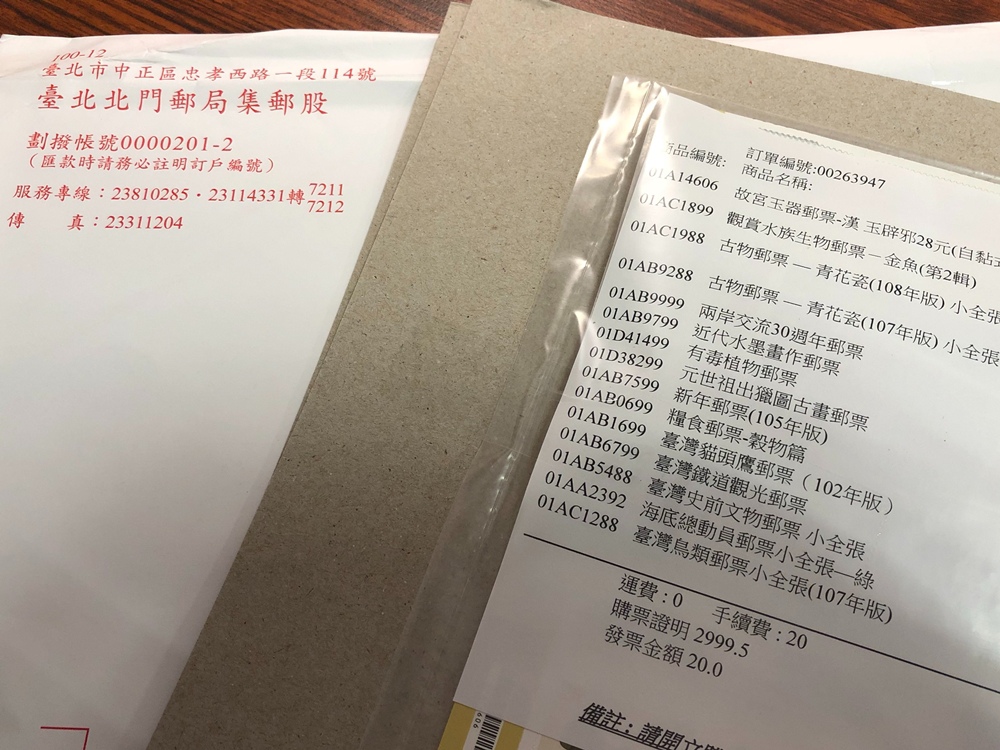 100-12
臺北市中正區忠孝西路一段114號
臺北北門郵局集郵股
劃撥帳號0000201-2
（匯款時請務必註明訂戶編號）
服務專線：23810285・23114331轉7211
7212
傳　真：23311204
訂單編號:00263947
商品編號: 商品名稱:
01A14606 故宮玉器郵票-漢 玉辟邪28元(自黏
01AC1899 觀賞水族生物郵票－金魚(第2輯)
01AC1988 古物郵票 — 青花瓷(108年版) 小全張
01AB9288 古物郵票 — 青花瓷(107年版) 小全張
01AB9999 兩岸交流30週年郵票
01AB9799 近代水墨畫作郵票
01D41499 有毒植物郵票
01D38299 元世祖出獵圖古畫郵票
01AB7599 新年郵票(105年版)
01AB0699 糧食郵票-穀物篇
01AB1699 臺灣貓頭鷹郵票（102年版）
01AB6799 臺灣鐵道觀光郵票
01AB5488 臺灣史前文物郵票 小全張
01AA2392 海底總動員郵票小全張—綠
01AC1288 臺灣鳥類郵票小全張(107年版)
運費 : 0 手續費 : 20
購票證明 2999.5
發票金額 20.0
備註: 請開立
606